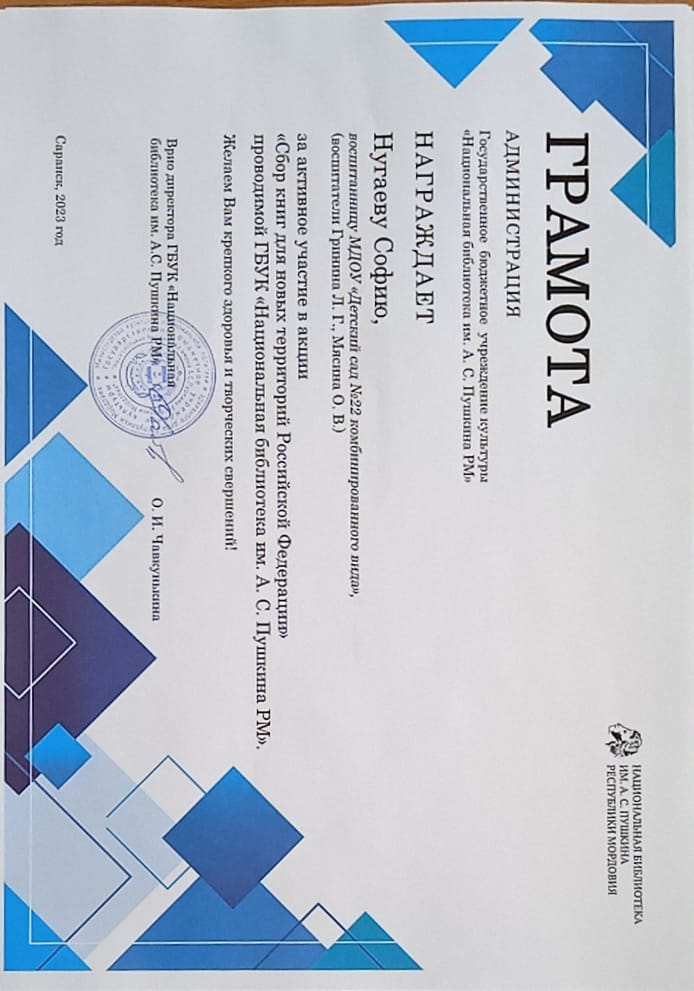 НАЦИОНАЛЬНАЯ БИБЛИОТЕКА
ИМ. А. С. ПУШКИНА
РЕСПУБЛИКИ МОРДОВИЯ
ГРАМОТА
АДМИНИСТРАЦИЯ
Государственное бюджетное учреждение культуры
«Национальная библиотека им. А. С. Пушкина РМ»
НАГРАЖДАЕТ
Нугаеву Софию,
воспитанницу МДОУ «Детский сад №22 комбинированного вида»,
(воспитатели Гринина Л. Г., Мясина О. В.)
за активное участие в акции
«Сбор книг для новых территорий Российской Федерации»
проводимой ГБУК «Национальная библиотека им. А. С. Пушкина РМ».
Желаем Вам крепкого здоровья и творческих свершений!
Врио директора ГБУК «Национальная
библиотека им. А.С. Пушкина РМ» О. И. Чавкунькина
Саранск, 2023 год